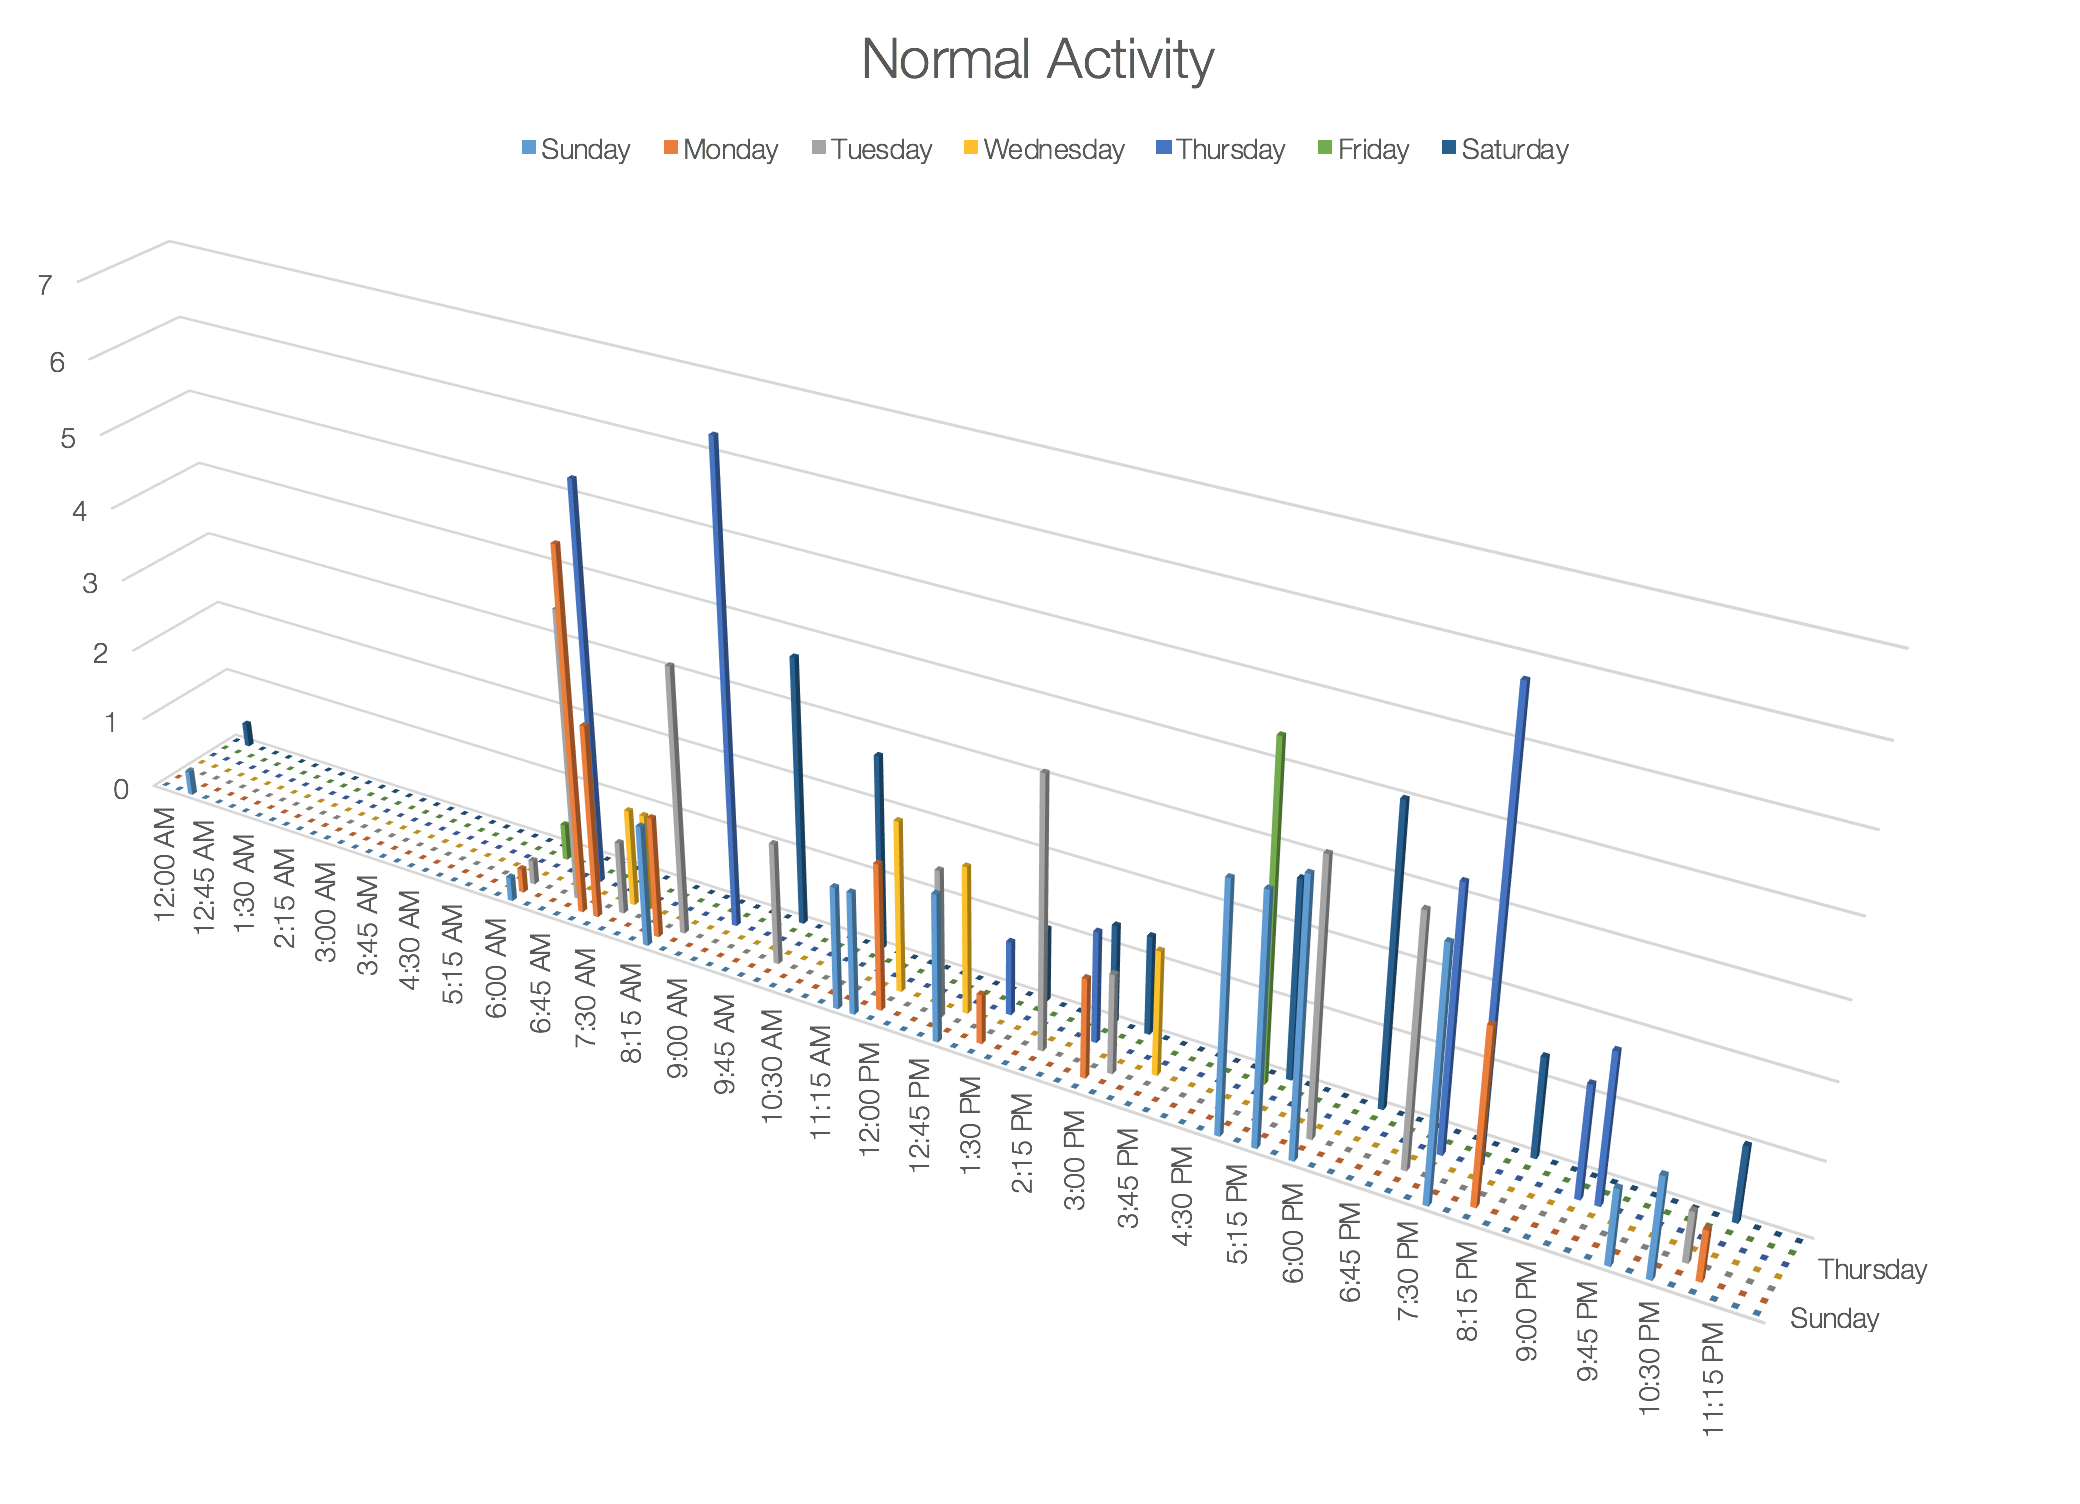 Normal Activity
Sunday Monday Tuesday Wednesday Thursday Friday Saturday
7
6
5
4
3
2
1
0
12:00 AM
12:45 AM
1:30 AM
2:15 AM
3:00 AM
3:45 AM
4:30 AM
5:15 AM
6:00 AM
6:45 AM
7:30 AM
8:15 AM
9:00 AM
9:45 AM
10:30 AM
11:15 AM
12:00 PM
12:45 PM
1:30 PM
2:15 PM
3:00 PM
3:45 PM
4:30 PM
5:15 PM
6:00 PM
6:45 PM
7:30 PM
8:15 PM
9:00 PM
9:45 PM
10:30 PM
11:15 PM
Thursday
Sunday